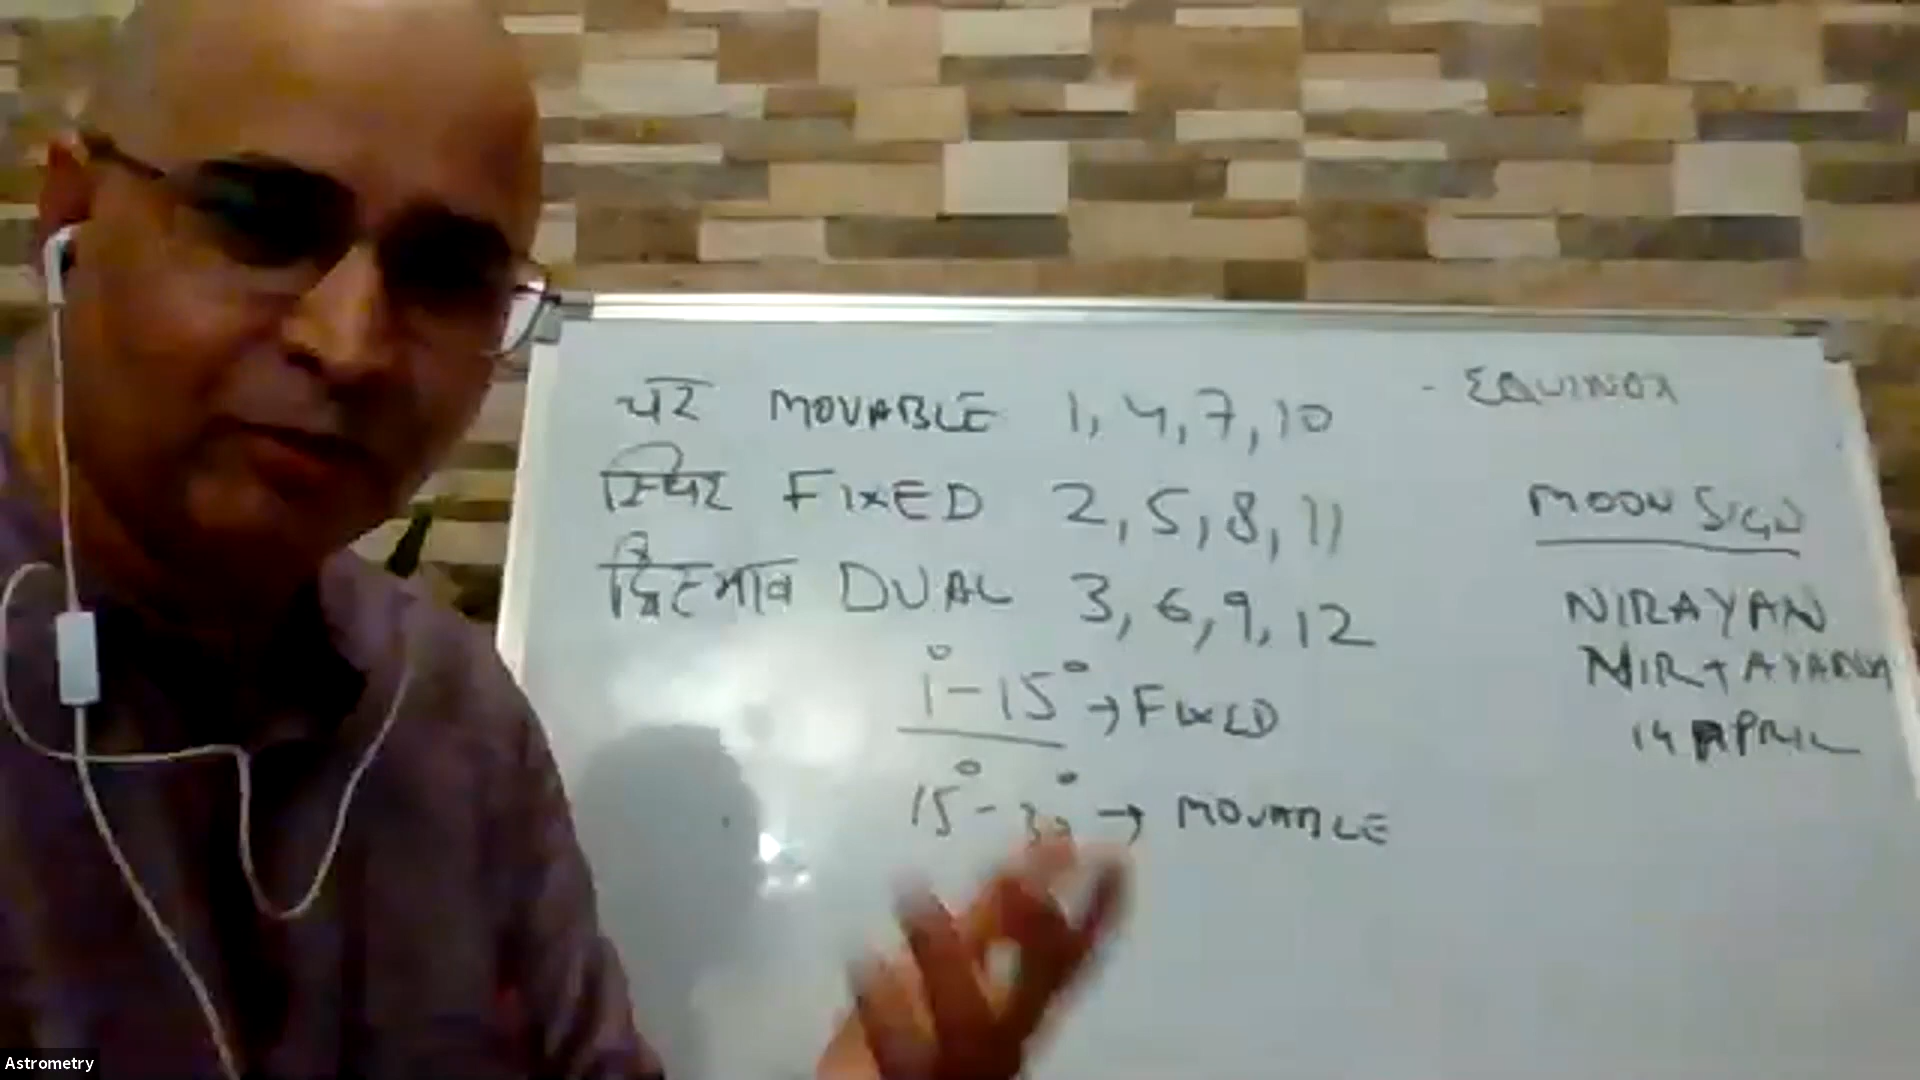 चर MOVABLE 1, 4, 7, 10
स्थिर FIXED 2, 5, 8, 11
द्विस्वभाव DUAL 3, 6, 9, 12
1° - 15° → FIXED
15° - 30° → MOVABLE
- EQUINOX
MOON SIGN
NIRAYAN
NIR+AYANA
14 APRIL
Astrometry